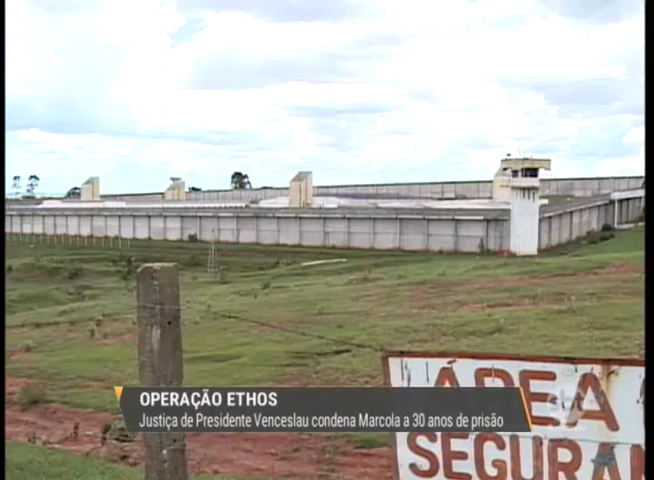 OPERAÇÃO ETHOS
Justiça de Presidente Venceslau condena Marcola a 30 anos de prisão
ÁREA
SEGURAN